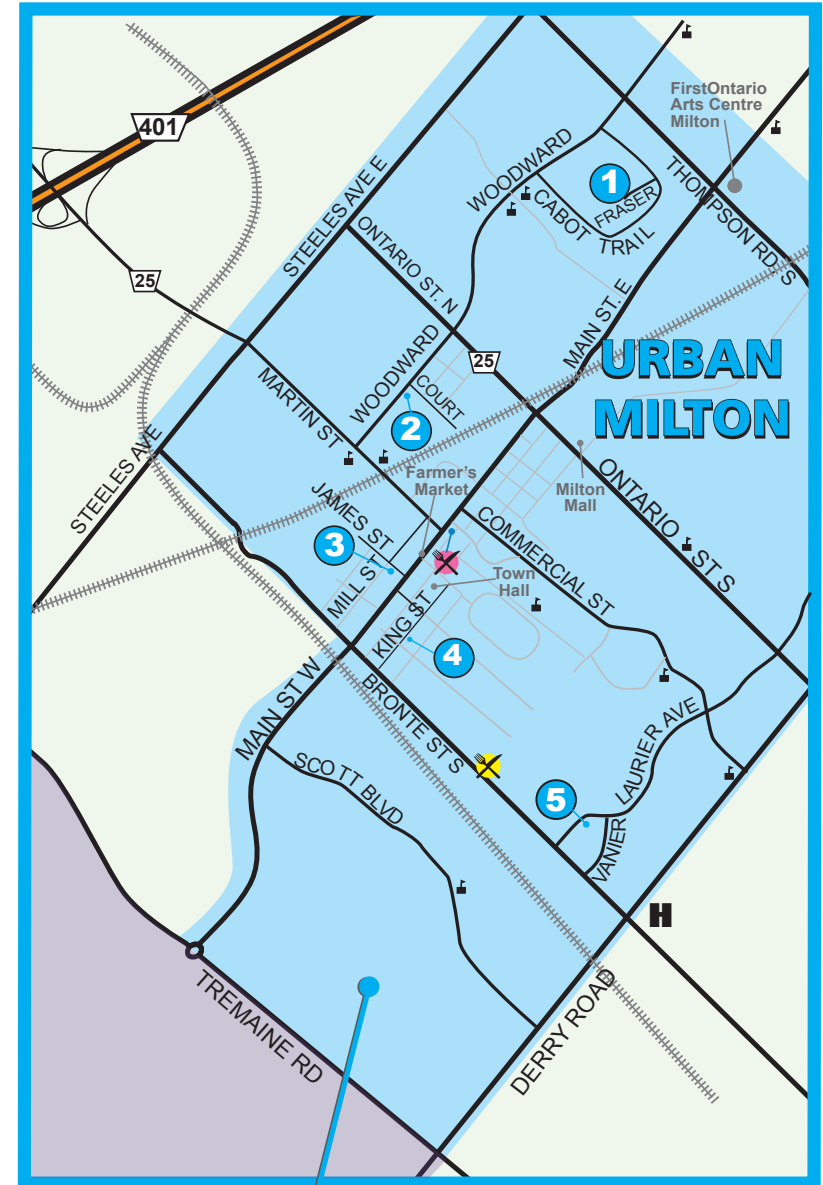 FirstOntario
Arts Centre
Milton
401
WOODWARD
1
FRASER
CABOT TRAIL
THOMPSON RD S
STEELES AVE E
ONTARIO ST. N
25
MAIN ST. E
URBAN
MILTON
25
WOODWARD
COURT
MARTIN ST
2
STEELES AVE
Farmer's
Market
Milton
Mall
ONTARIO ST S
JAMES ST
COMMERCIAL ST
3
MILL ST
Town
Hall
KING ST
4
MAIN ST W
BRONTE ST S
LAURIER AVE
SCOTT BLVD
5
VANIER
H
TREMAINE RD
DERRY ROAD